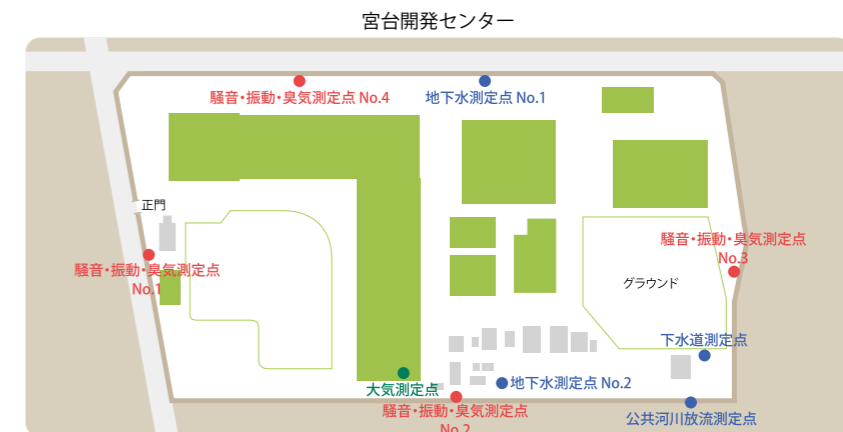 宮台開発センター
騒音・振動・臭気測定点 No.4
地下水測定点 No.1
正門
騒音・振動・臭気測定点
No.1
騒音・振動・臭気測定点
No.3
グラウンド
下水道測定点
大気測定点
地下水測定点 No.2
騒音・振動・臭気測定点
No.2
公共河川放流測定点